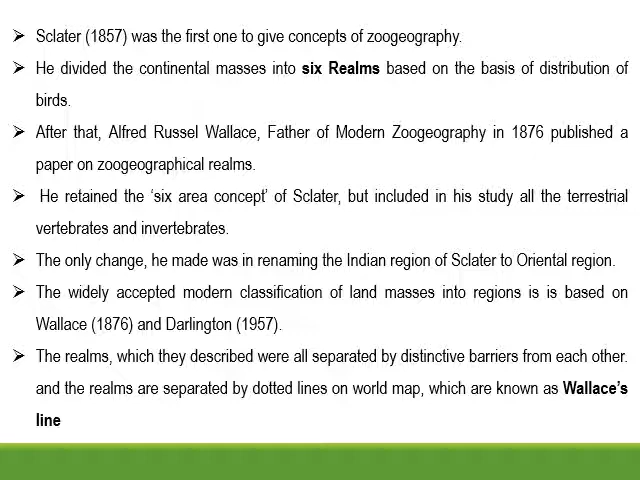 ➢ Sclater (1857) was the first one to give concepts of zoogeography.
➢ He divided the continental masses into six Realms based on the basis of distribution of
birds.
➢ After that, Alfred Russel Wallace, Father of Modern Zoogeography in 1876 published a
paper on zoogeographical realms.
➢ He retained the ‘six area concept’ of Sclater, but included in his study all the terrestrial
vertebrates and invertebrates.
➢ The only change, he made was in renaming the Indian region of Sclater to Oriental region.
➢ The widely accepted modern classification of land masses into regions is is based on
Wallace (1876) and Darlington (1957).
➢ The realms, which they described were all separated by distinctive barriers from each other.
and the realms are separated by dotted lines on world map, which are known as Wallace’s
line